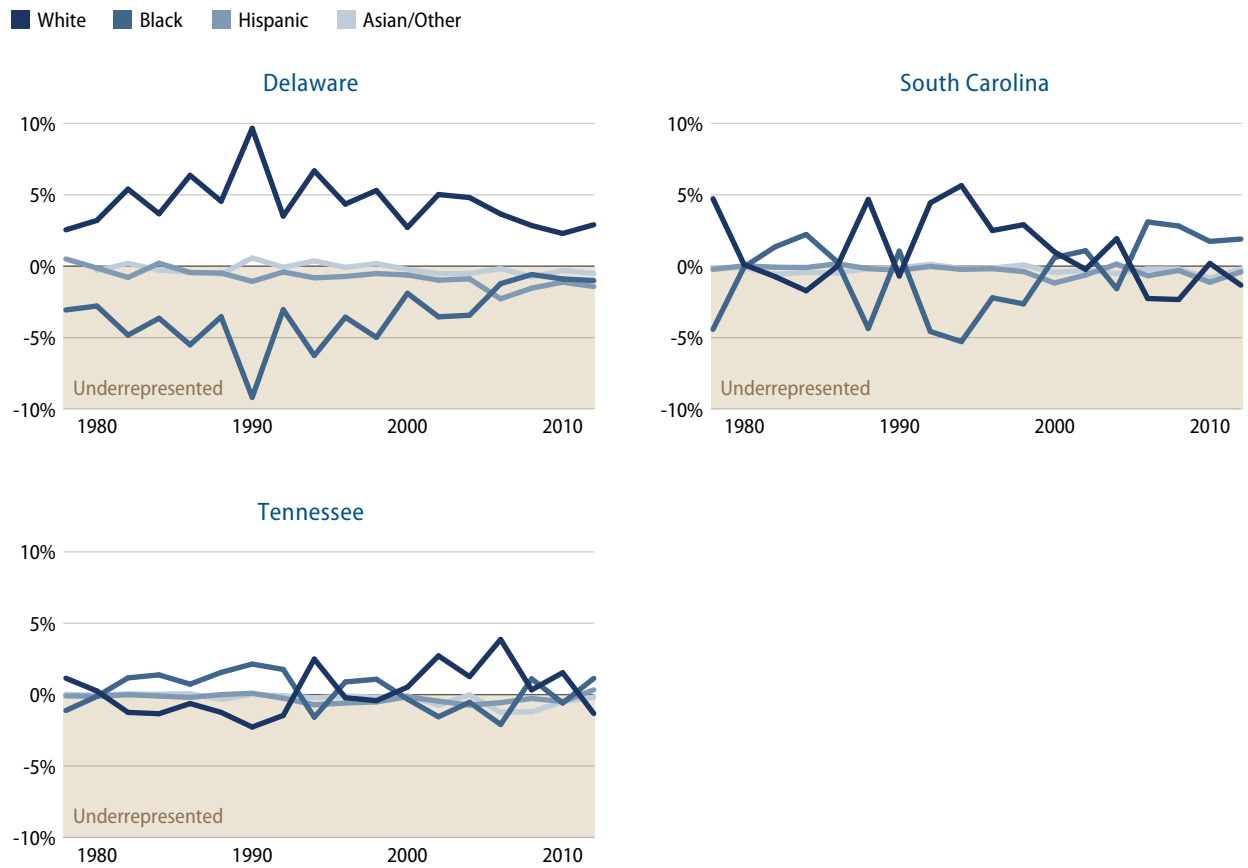 White Black Hispanic Asian/Other
Delaware
10%
5%
0%
-5%
-10%
Underrepresented
1980 1990 2000 2010
South Carolina
10%
5%
0%
-5%
-10%
Underrepresented
1980 1990 2000 2010
Tennessee
10%
5%
0%
-5%
-10%
Underrepresented
1980 1990 2000 2010